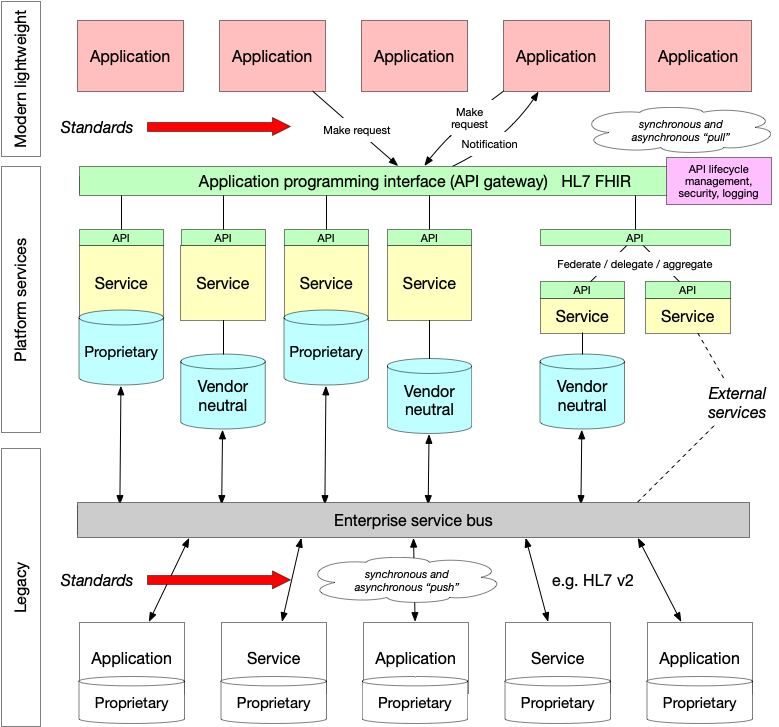 Modern lightweight
Application
Application
Application
Application
Application
Standards
Make request
Make
request
Notification
synchronous and
asynchronous “pull”
Platform services
Application programming interface (API gateway) HL7 FHIR
API lifecycle
management,
security, logging
API
API
API
API
API
Service
Service
Service
Service
Federate / delegate / aggregate
API
API
Service
Service
Proprietary
Vendor
neutral
Proprietary
Vendor
neutral
Vendor
neutral
External
services
Legacy
Enterprise service bus
Standards
synchronous and
asynchronous “push”
e.g. HL7 v2
Application
Service
Application
Service
Application
Proprietary
Proprietary
Proprietary
Proprietary
Proprietary